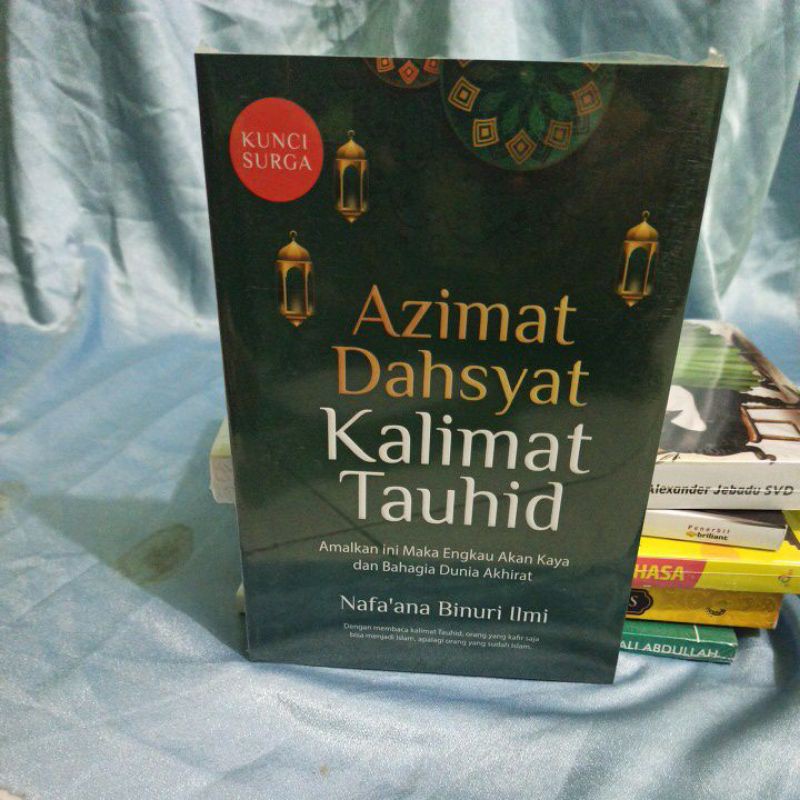 KUNCI
SURGA
Azimat
Dahsyat
Kalimat
Tauhid
Amalkan ini Maka Engkau Akan Kaya
dan Bahagia Dunia Akhirat
Nafa'ana Binuri Ilmi
Dengan membaca kalimat Tauhid, orang yang kafir saja
bisa menjadi Islam, apalagi orang yang sudah Islam.
Alexander Jebadu SVD
Penerbit
brilliant
HASA
S
ALI ABDULLAH